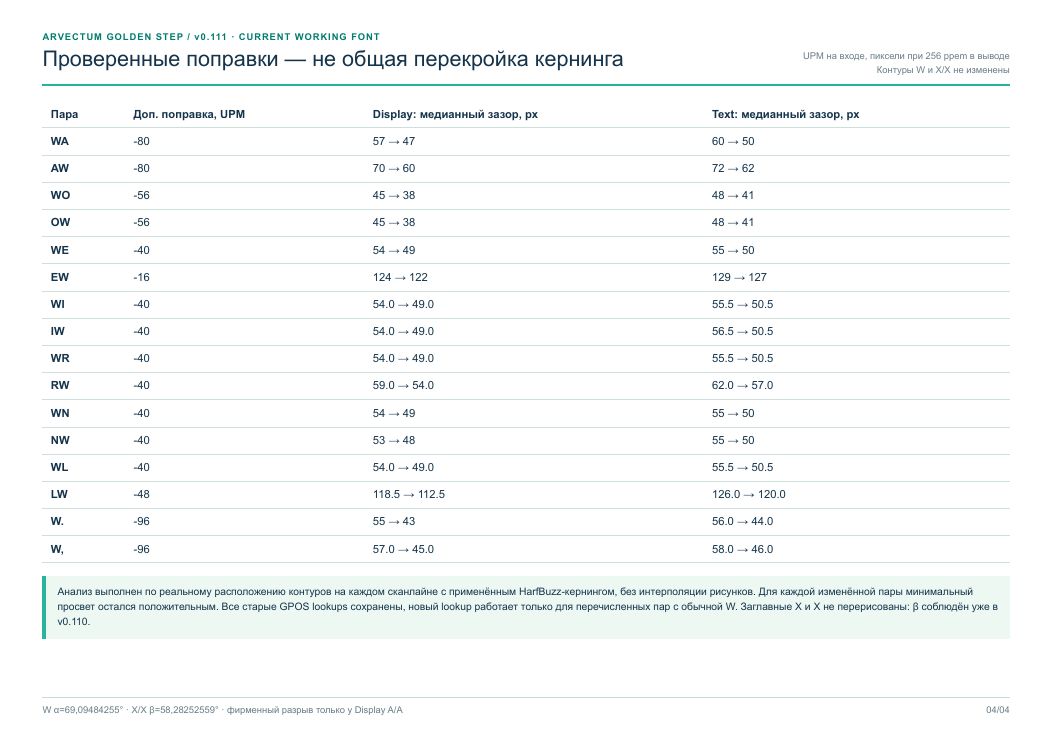 ARVECTUM GOLDEN STEP / v0.111 · CURRENT WORKING FONT
Проверенные поправки — не общая перекройка кернинга
UPM на входе, пиксели при 256 ppem в выводе
Контуры W и X/Х не изменены
Пара Доп. поправка, UPM Display: медианный зазор, px Text: медианный зазор, px
WA -80 57 → 47 60 → 50
AW -80 70 → 60 72 → 62
WO -56 45 → 38 48 → 41
OW -56 45 → 38 48 → 41
WE -40 54 → 49 55 → 50
EW -16 124 → 122 129 → 127
WI -40 54.0 → 49.0 55.5 → 50.5
IW -40 54.0 → 49.0 56.5 → 50.5
WR -40 54.0 → 49.0 55.5 → 50.5
RW -40 59.0 → 54.0 62.0 → 57.0
WN -40 54 → 49 55 → 50
NW -40 53 → 48 55 → 50
WL -40 54.0 → 49.0 55.5 → 50.5
LW -48 118.5 → 112.5 126.0 → 120.0
W. -96 55 → 43 56.0 → 44.0
W, -96 57.0 → 45.0 58.0 → 46.0
Анализ выполнен по реальному расположению контуров на каждом сканлайне с применённым HarfBuzz-кернингом, без интерполяции рисунков. Для каждой изменённой пары минимальный
просвет остался положительным. Все старые GPOS lookups сохранены, новый lookup работает только для перечисленных пар с обычной W. Заглавные X и Х не перерисованы: β соблюдён уже в
v0.110.
W α=69,09484255° · X/Х β=58,28252559° · фирменный разрыв только у Display A/А
04/04